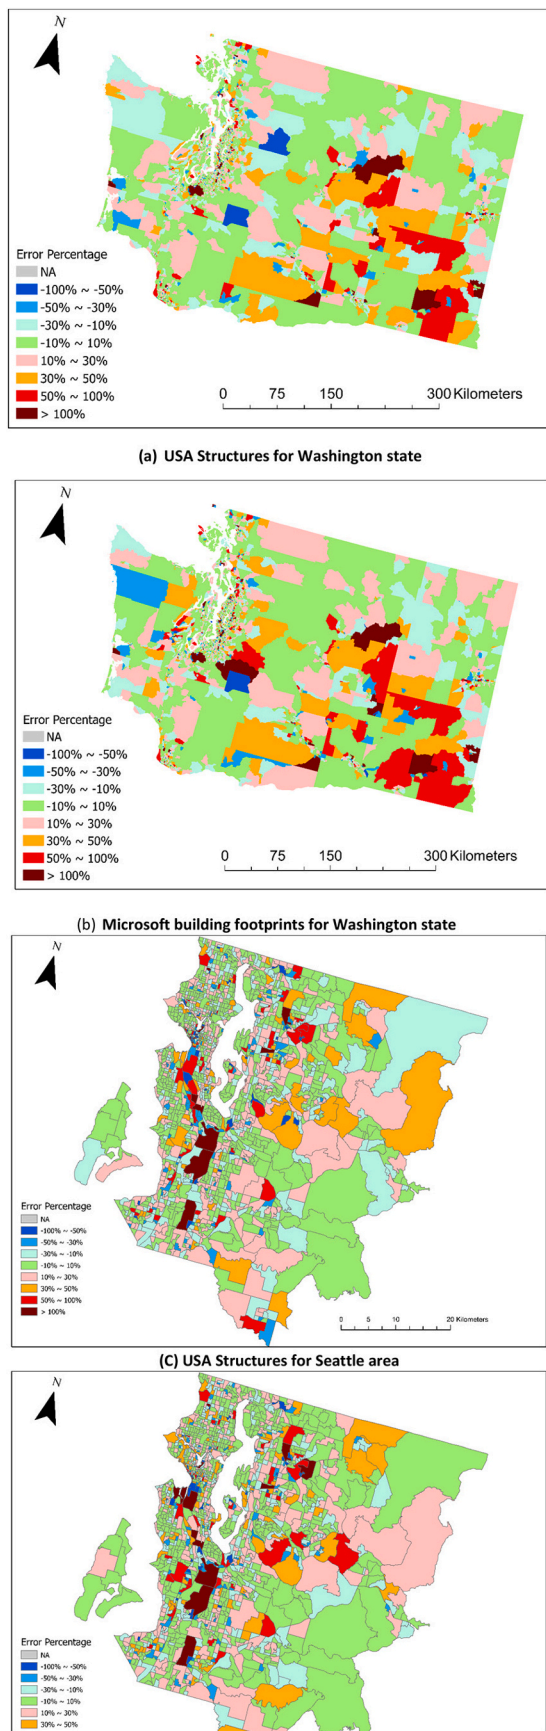 N
Error Percentage
NA
-100% ~ -50%
-50% ~ -30%
-30% ~ -10%
-10% ~ 10%
10% ~ 30%
30% ~ 50%
50% ~ 100%
> 100%
0 75 150 300 Kilometers
(a) USA Structures for Washington state
N
Error Percentage
NA
-100% ~ -50%
-50% ~ -30%
-30% ~ -10%
-10% ~ 10%
10% ~ 30%
30% ~ 50%
50% ~ 100%
> 100%
0 75 150 300 Kilometers
(b) Microsoft building footprints for Washington state
N
Error Percentage
NA
-100% ~ -50%
-50% ~ -30%
-30% ~ -10%
-10% ~ 10%
10% ~ 30%
30% ~ 50%
50% ~ 100%
> 100%
0 5 10 20 Kilometers
(C) USA Structures for Seattle area
N
Error Percentage
NA
-100% ~ -50%
-50% ~ -30%
-30% ~ -10%
-10% ~ 10%
10% ~ 30%
30% ~ 50%